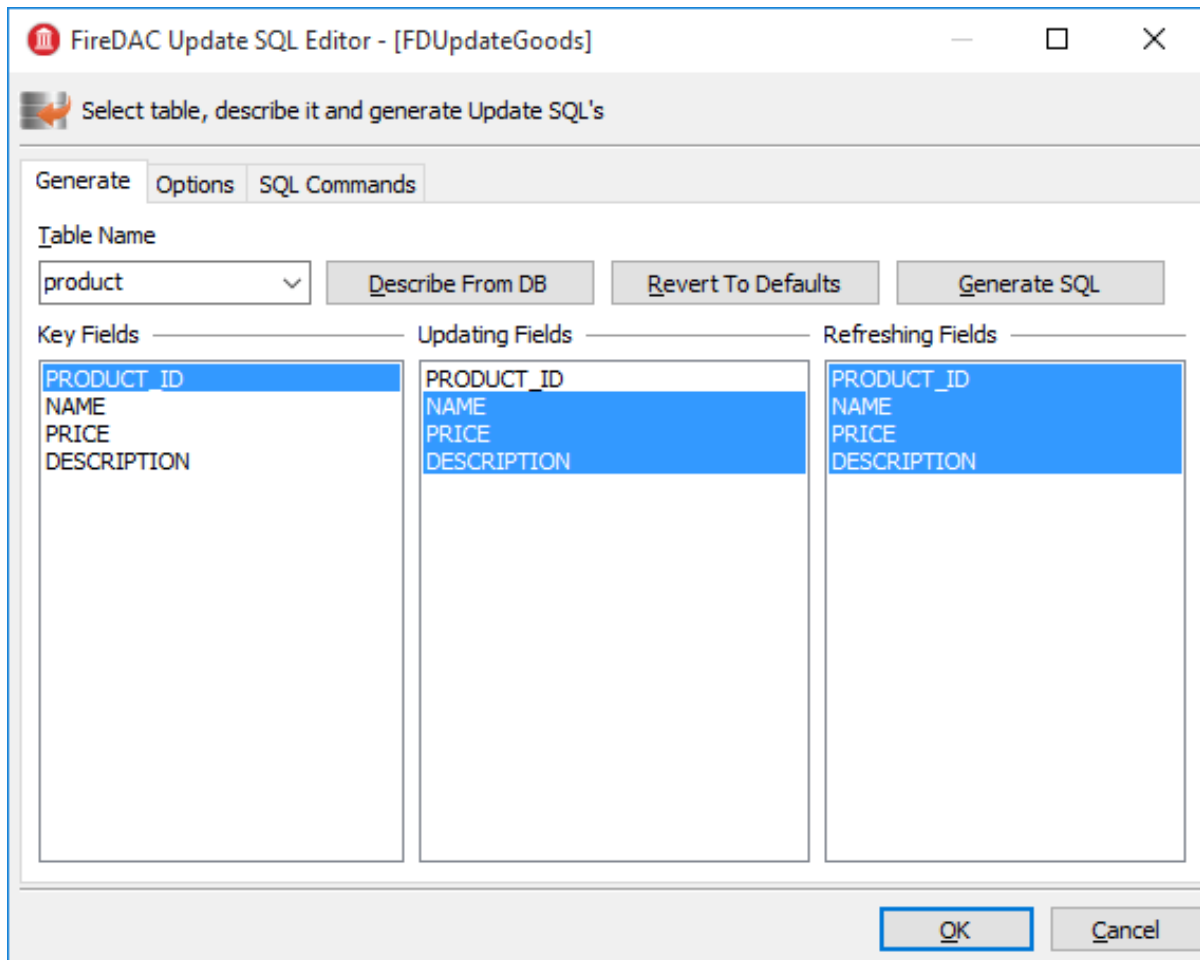 FireDAC Update SQL Editor - [FDUpdateGoods]
Select table, describe it and generate Update SQL's
Generate Options SQL Commands
Table Name
product Describe From DB Revert To Defaults Generate SQL
Key Fields Updating Fields Refreshing Fields
PRODUCT_ID PRODUCT_ID PRODUCT_ID
NAME NAME NAME
PRICE PRICE PRICE
DESCRIPTION DESCRIPTION DESCRIPTION
OK Cancel